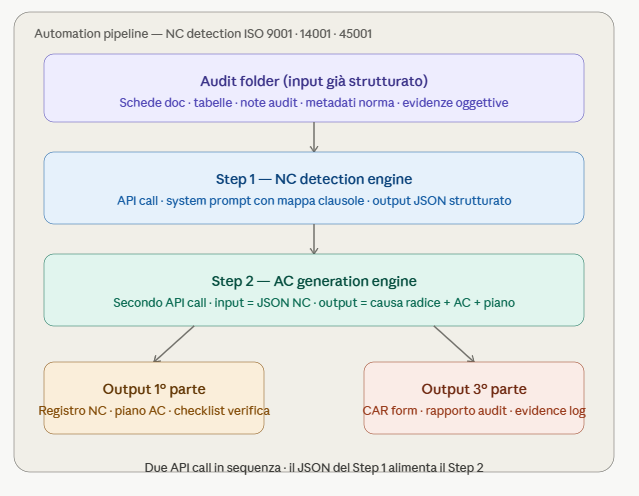 Automation pipeline — NC detection ISO 9001 · 14001 · 45001
Audit folder (input già strutturato)
Schede doc · tabelle · note audit · metadati norma · evidenze oggettive
Step 1 — NC detection engine
API call · system prompt con mappa clausole · output JSON strutturato
Step 2 — AC generation engine
Secondo API call · input = JSON NC · output = causa radice + AC + piano
Output 1º parte
Registro NC · piano AC · checklist verifica
Output 3º parte
CAR form · rapporto audit · evidence log
Due API call in sequenza · il JSON del Step 1 alimenta il Step 2